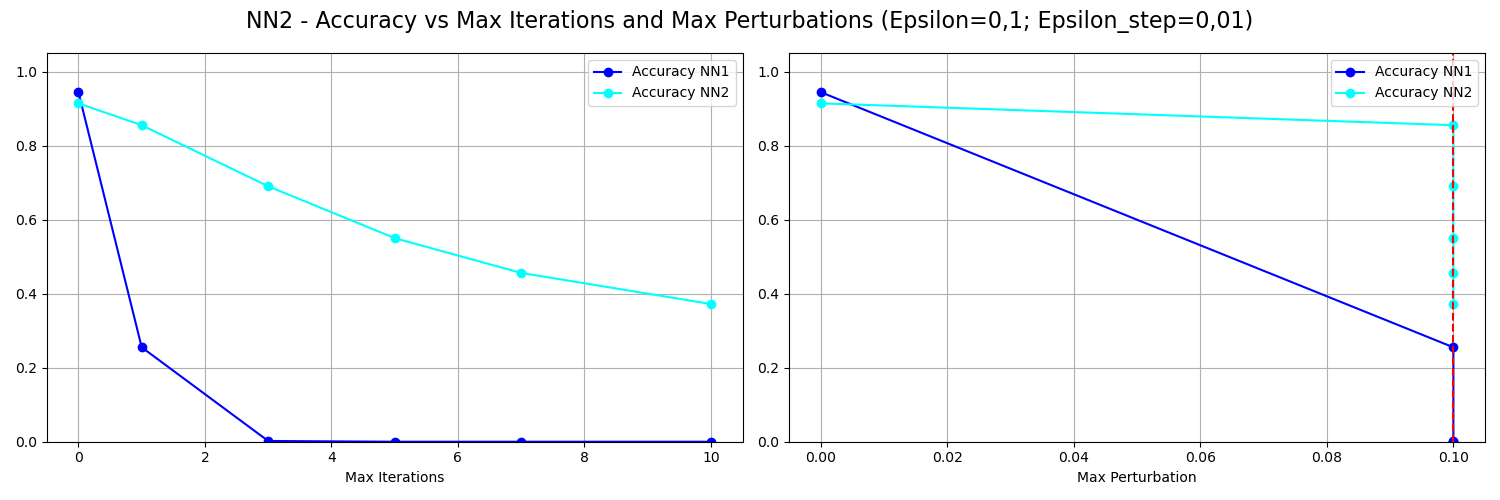 NN2 - Accuracy vs Max Iterations and Max Perturbations (Epsilon=0,1; Epsilon_step=0,01)
Accuracy NN1
Accuracy NN2
1.0
0.8
0.6
0.4
0.2
0.0
0 2 4 6 8 10
Max Iterations
Accuracy NN1
Accuracy NN2
1.0
0.8
0.6
0.4
0.2
0.0
0.00 0.02 0.04 0.06 0.08 0.10
Max Perturbation